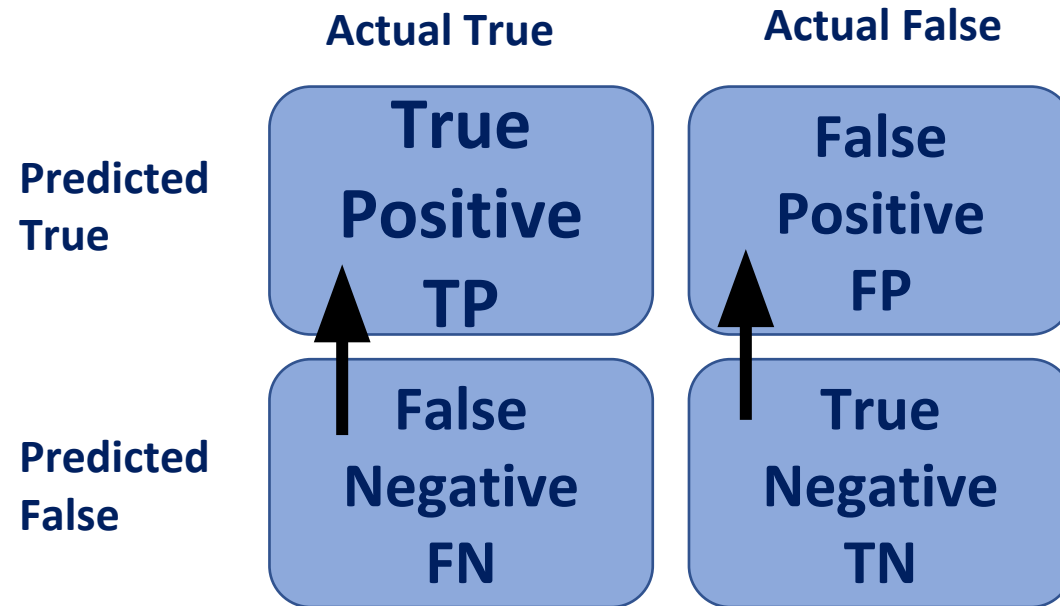 Actual True
Actual False
True
Positive
TP
False
Positive
FP
Predicted
True
False
Negative
FN
True
Negative
TN
Predicted
False